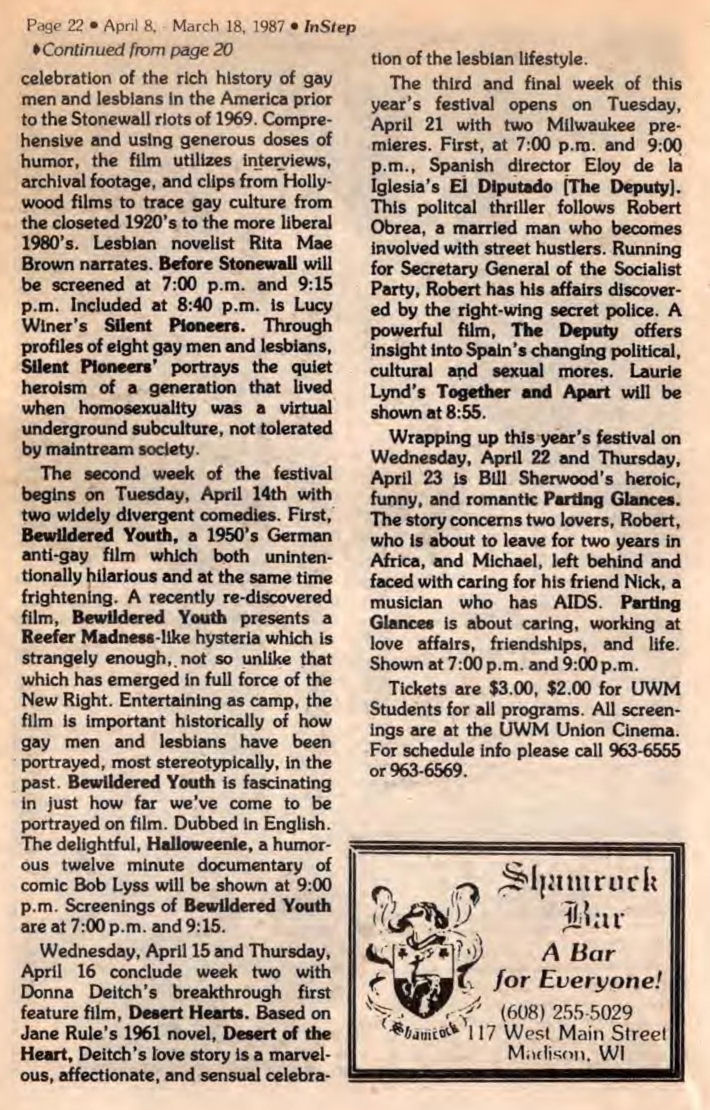 Page 22 • April 8, - March 18, 1987 • InStep
♦Continued from page 20
celebration of the rich history of gay
men and lesbians in the America prior
to the Stonewall riots of 1969. Compre-
hensive and using generous doses of
humor, the film utilizes interviews,
archival footage, and clips from Holly-
wood films to trace gay culture from
the closeted 1920's to the more liberal
1980's. Lesbian novelist Rita Mae
Brown narrates. Before Stonewall will
be screened at 7:00 p.m. and 9:15
p.m. Included at 8:40 p.m. is Lucy
Winer's Silent Pioneers. Through
profiles of eight gay men and lesbians,
Silent Pioneers' portrays the quiet
heroism of a generation that lived
when homosexuality was a virtual
underground subculture, not tolerated
by maintream society.
The second week of the festival
begins on Tuesday, April 14th with
two widely divergent comedies. First,
Bewildered Youth, a 1950's German
anti-gay film which both uninten-
tionally hilarious and at the same time
frightening. A recently re-discovered
film, Bewildered Youth presents a
Reefer Madness-like hysteria which is
strangely enough, not so unlike that
which has emerged in full force of the
New Right. Entertaining as camp, the
film is important historically of how
gay men and lesbians have been
portrayed, most stereotypically, in the
past. Bewildered Youth is fascinating
in just how far we've come to be
portrayed on film. Dubbed in English.
The delightful, Halloweenie, a humor-
ous twelve minute documentary of
comic Bob Lyss will be shown at 9:00
p.m. Screenings of Bewildered Youth
are at 7:00 p.m. and 9:15.
Wednesday, April 15 and Thursday,
April 16 conclude week two with
Donna Deitch's breakthrough first
feature film, Desert Hearts. Based on
Jane Rule's 1961 novel, Desert of the
Heart, Deitch's love story is a marvel-
ous, affectionate, and sensual celebra-
tion of the lesbian lifestyle.
The third and final week of this
year's festival opens on Tuesday,
April 21 with two Milwaukee pre-
mieres. First, at 7:00 p.m. and 9:00
p.m., Spanish director Eloy de la
Iglesia's El Diputado [The Deputy].
This politcal thriller follows Robert
Obrea, a married man who becomes
involved with street hustlers. Running
for Secretary General of the Socialist
Party, Robert has his affairs discover-
ed by the right-wing secret police. A
powerful film, The Deputy offers
insight into Spain's changing political,
cultural and sexual mores. Laurie
Lynd's Together and Apart will be
shown at 8:55.
Wrapping up this year's festival on
Wednesday, April 22 and Thursday,
April 23 is Bill Sherwood's heroic,
funny, and romantic Parting Glances.
The story concerns two lovers, Robert,
who is about to leave for two years in
Africa, and Michael, left behind and
faced with caring for his friend Nick, a
musician who has AIDS. Parting
Glances is about caring, working at
love affairs, friendships, and life.
Shown at 7:00 p.m. and 9:00 p.m.
Tickets are $3.00, $2.00 for UWM
Students for all programs. All screen-
ings are at the UWM Union Cinema.
For schedule info please call 963-6555
or 963-6569.
Shamrock
Bar
A Bar
for Everyone!
(608) 255-5029
117 West Main Street
Madison, WI
Shamrock